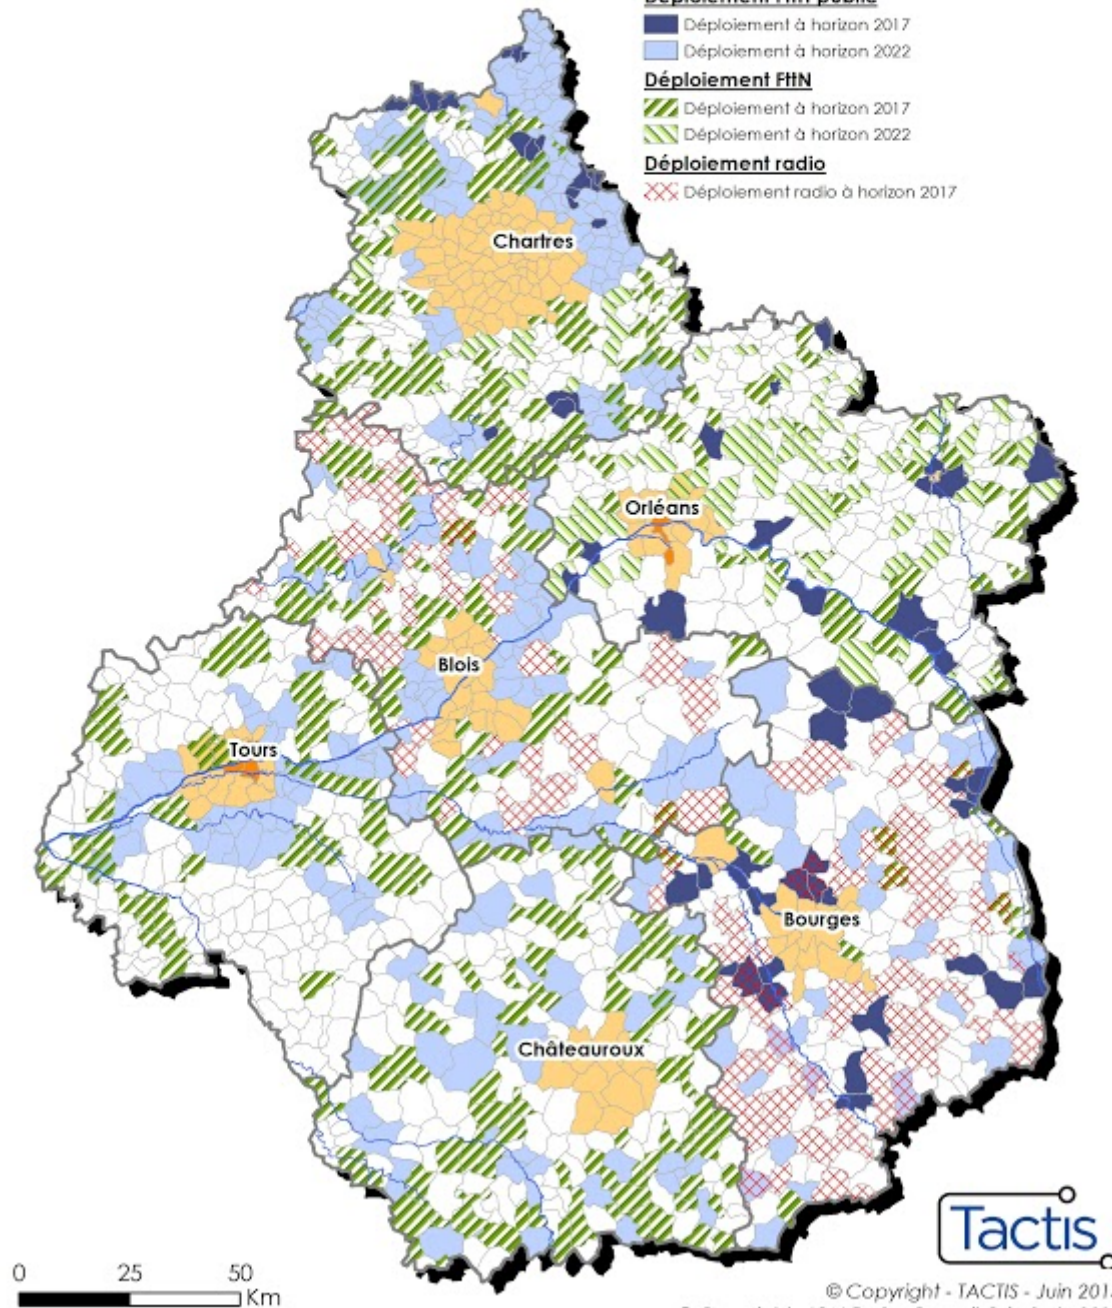 Déploiement à horizon 2017
Déploiement à horizon 2022
Déploiement FttN
Déploiement à horizon 2017
Déploiement à horizon 2022
Déploiement radio
Déploiement radio à horizon 2017
Chartres
Orléans
Blois
Tours
Bourges
Châteauroux
Tactis
0 25 50
Km
© Copyright - TACTIS - Juin